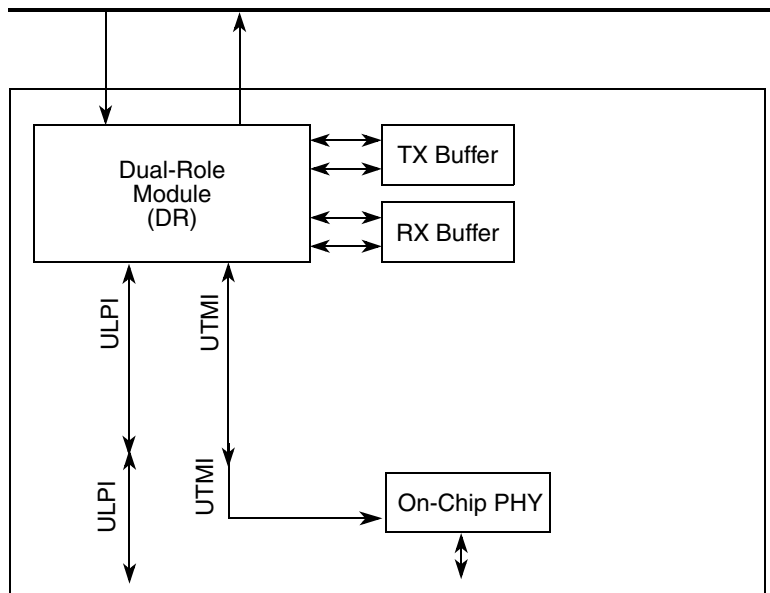 Dual-Role
Module
(DR)
TX Buffer
RX Buffer
ULPI
UTMI
ULPI
UTMI
On-Chip PHY